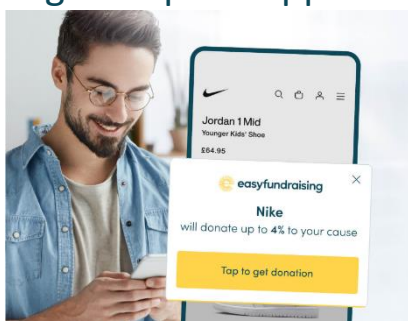 Jordan 1 Mid
Younger Kids' Shoe
£64.95
easyfundraising
Nike
will donate up to 4% to your cause
Tap to get donation